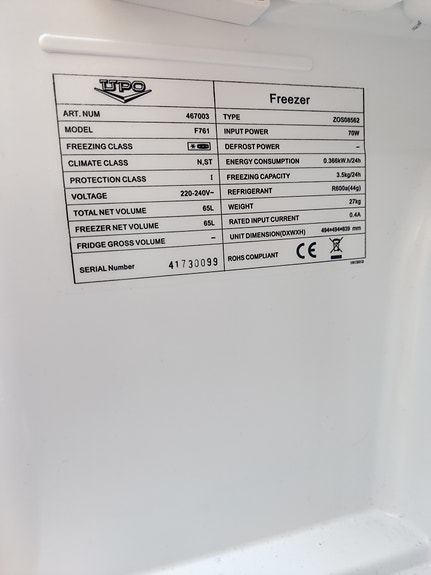 UPO
Freezer
ART. NUM 467003
TYPE ZOS08562
MODEL F761
INPUT POWER 70W
FREEZING CLASS
DEFROST POWER –
CLIMATE CLASS N,ST
ENERGY CONSUMPTION 0.366kW.h/24h
PROTECTION CLASS I
FREEZING CAPACITY 3.5kg/24h
VOLTAGE 220-240V~
REFRIGERANT R600a(44g)
TOTAL NET VOLUME 65L
WEIGHT 27kg
FREEZER NET VOLUME 65L
RATED INPUT CURRENT 0.4A
FRIDGE GROSS VOLUME –
UNIT DIMENSION(DXWXH) 494×494×839 mm
SERIAL Number 41730099
ROHS COMPLIANT CE